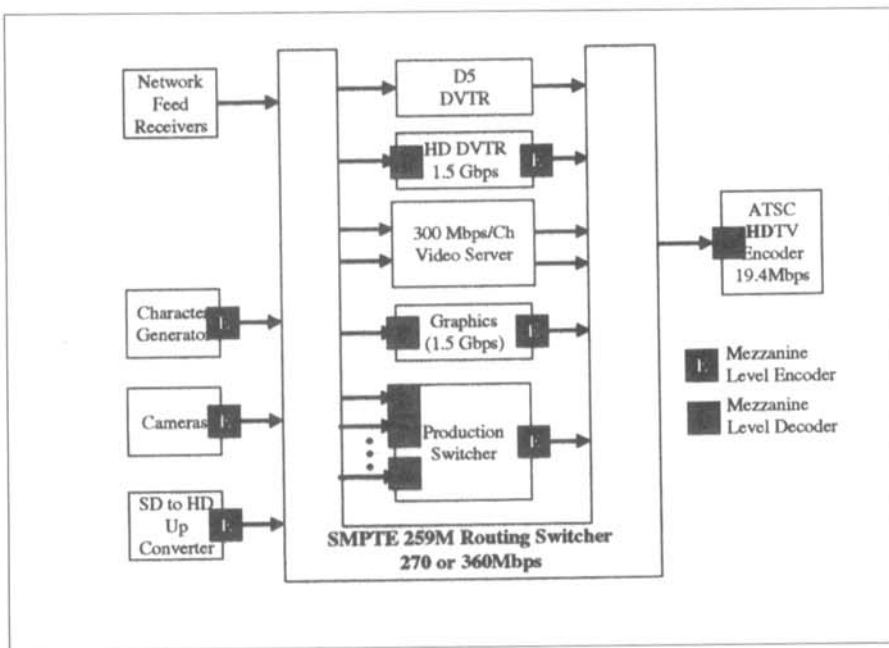 Network
Feed
Receivers
D5
DVTR
HD DVTR
1.5 Gbps
E
300 Mbps/Ch
Video Server
ATSC
HDTV
Encoder
19.4Mbps
Character
Generator
E
Graphics
(1.5 Gbps)
E
E
Mezzanine
Level Encoder
Mezzanine
Level Decoder
Cameras
E
Production
Switcher
E
SD to HD
Up
Converter
E
SMPTE 259M Routing Switcher
270 or 360Mbps